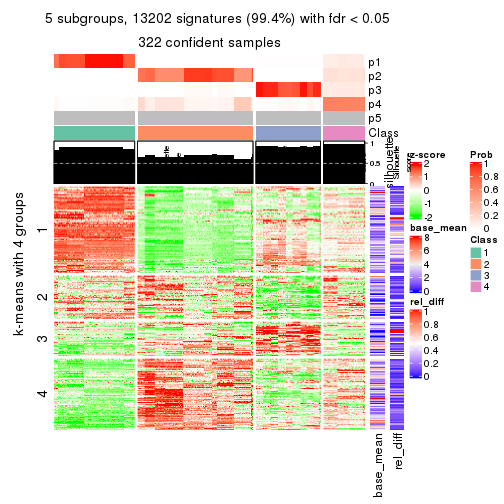 5 subgroups, 13202 signatures (99.4%) with fdr < 0.05
322 confident samples
p1
p2
p3
p4
p5
Class
1
0.5
0
silhouette
Silhouette
k-means with 4 groups
1
2
3
4
base_mean
rel_diff
z-score
2
1
0
-1
-2
base_mean
8
6
4
2
0
rel_diff
1
0.8
0.6
0.4
0.2
0
Prob
1
0.8
0.6
0.4
0.2
0
Class
1
2
3
4